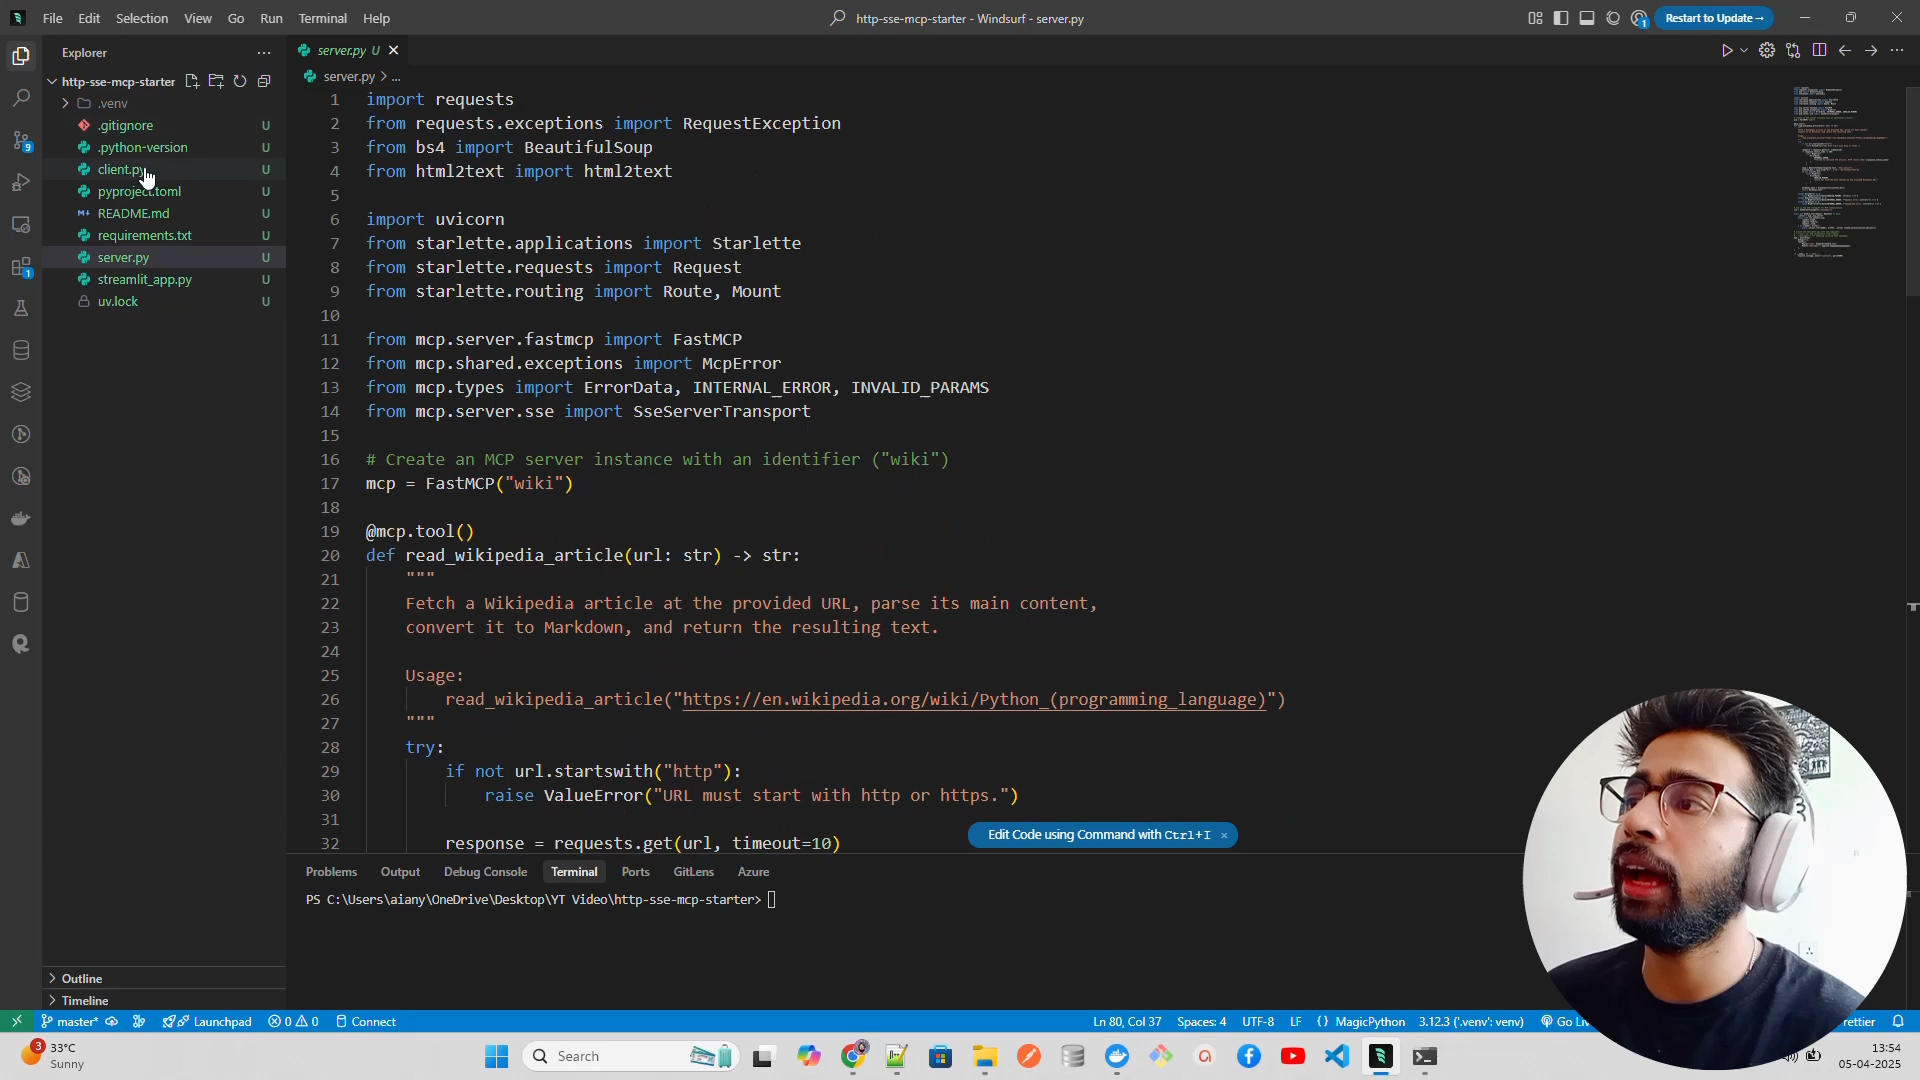 File Edit Selection View Go Run Terminal Help
http-sse-mcp-starter - Windsurf - server.py
Restart to Update →
Explorer
server.py U
http-sse-mcp-starter
server.py > ...
.venv
.gitignore U
.python-version U
client.py U
pyproject.toml U
README.md U
requirements.txt U
server.py U
streamlit_app.py U
uv.lock U
9
1
1
1 import requests
2 from requests.exceptions import RequestException
3 from bs4 import BeautifulSoup
4 from html2text import html2text
5
6 import uvicorn
7 from starlette.applications import Starlette
8 from starlette.requests import Request
9 from starlette.routing import Route, Mount
10
11 from mcp.server.fastmcp import FastMCP
12 from mcp.shared.exceptions import McpError
13 from mcp.types import ErrorData, INTERNAL_ERROR, INVALID_PARAMS
14 from mcp.server.sse import SseServerTransport
15
16 # Create an MCP server instance with an identifier ("wiki")
17 mcp = FastMCP("wiki")
18
19 @mcp.tool()
20 def read_wikipedia_article(url: str) -> str:
21 """
22 Fetch a Wikipedia article at the provided URL, parse its main content,
23 convert it to Markdown, and return the resulting text.
24
25 Usage:
26 read_wikipedia_article("https://en.wikipedia.org/wiki/Python_(programming_language)")
27 """
28 try:
29 if not url.startswith("http"):
30 raise ValueError("URL must start with http or https.")
31
32 response = requests.get(url, timeout=10)
Edit Code using Command with Ctrl+I ×
Problems Output Debug Console Terminal Ports GitLens Azure
PS C:\Users\aiany\OneDrive\Desktop\YT Video\http-sse-mcp-starter>
Outline
Timeline
master* Launchpad 0 0 Connect
Ln 80, Col 37 Spaces: 4 UTF-8 LF { } MagicPython 3.12.3 ('.venv': venv) Go Li
3 33°C
Sunny
Search
13:54
05-04-2025